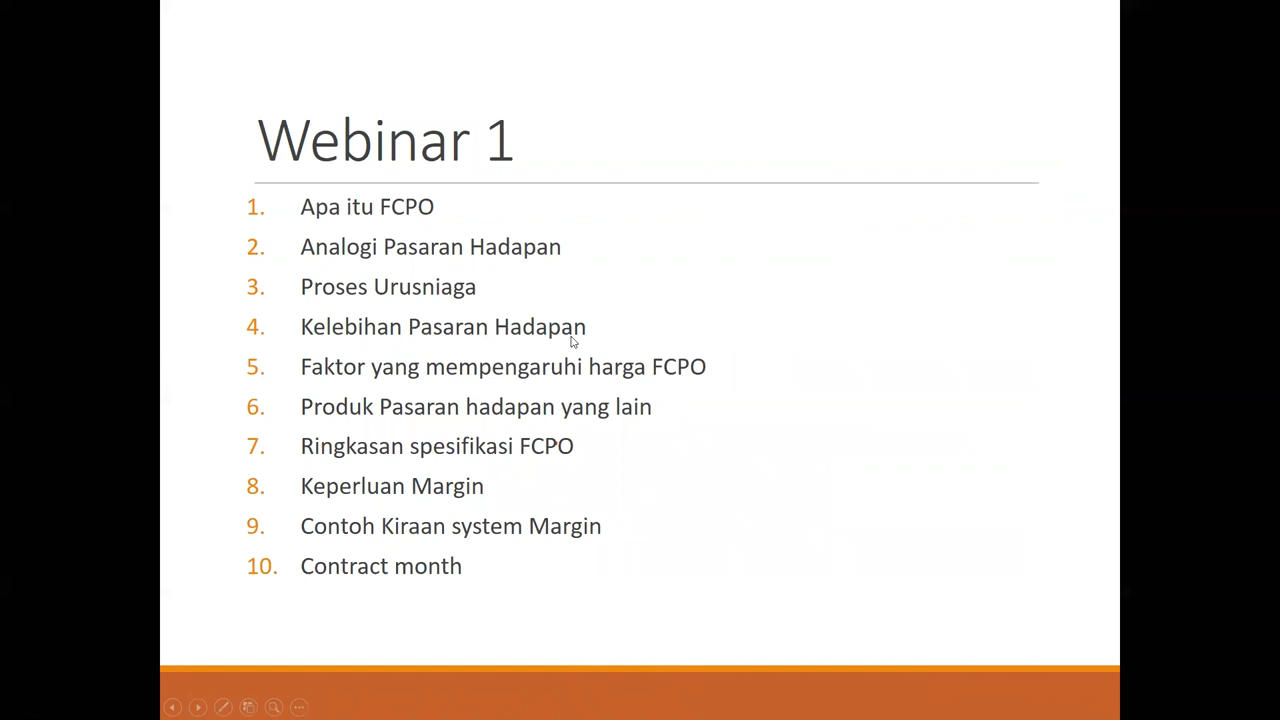 Webinar 1
1. Apa itu FCPO
2. Analogi Pasaran Hadapan
3. Proses Urusniaga
4. Kelebihan Pasaran Hadapan
5. Faktor yang mempengaruhi harga FCPO
6. Produk Pasaran hadapan yang lain
7. Ringkasan spesifikasi FCPO
8. Keperluan Margin
9. Contoh Kiraan system Margin
10. Contract month